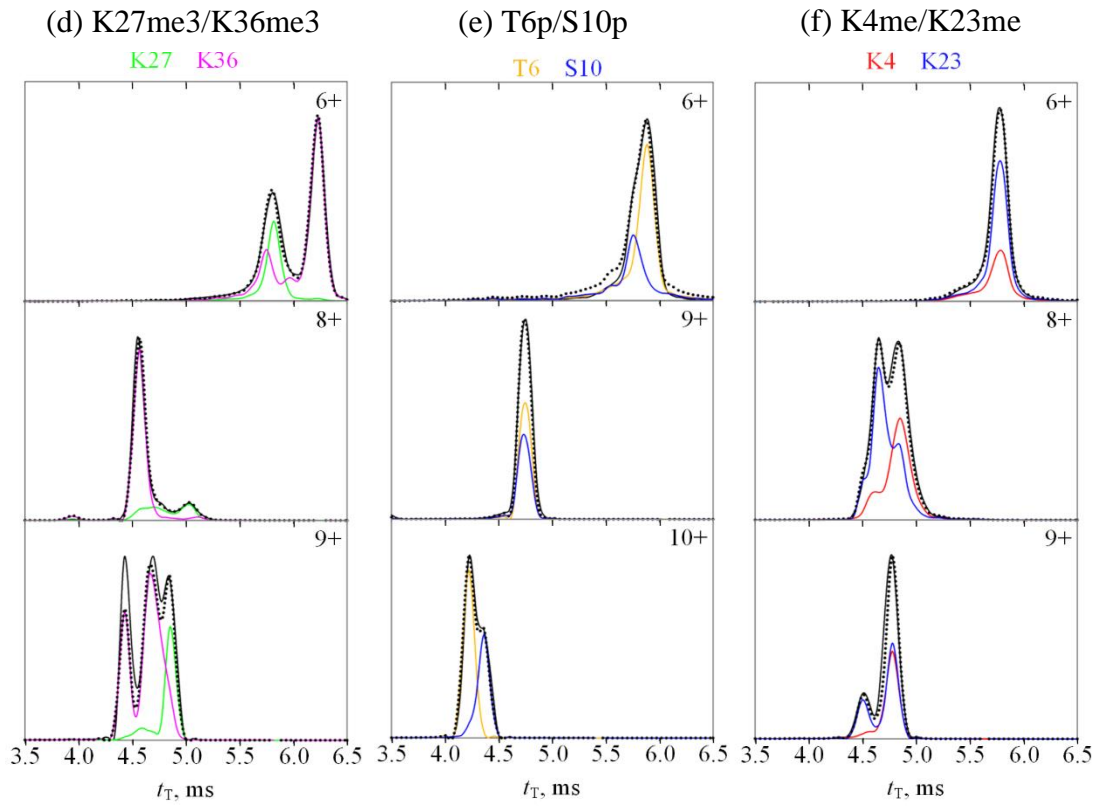 (d) K27me3/K36me3 (e) T6p/S10p (f) K4me/K23me
K27 K36 T6 S10 K4 K23
6+ 6+ 6+
8+ 9+ 8+
9+ 10+ 9+
3.5 4.0 4.5 5.0 5.5 6.0 6.5 3.5 4.0 4.5 5.0 5.5 6.0 6.5 3.5 4.0 4.5 5.0 5.5 6.0 6.5
tT, ms tT, ms tT, ms